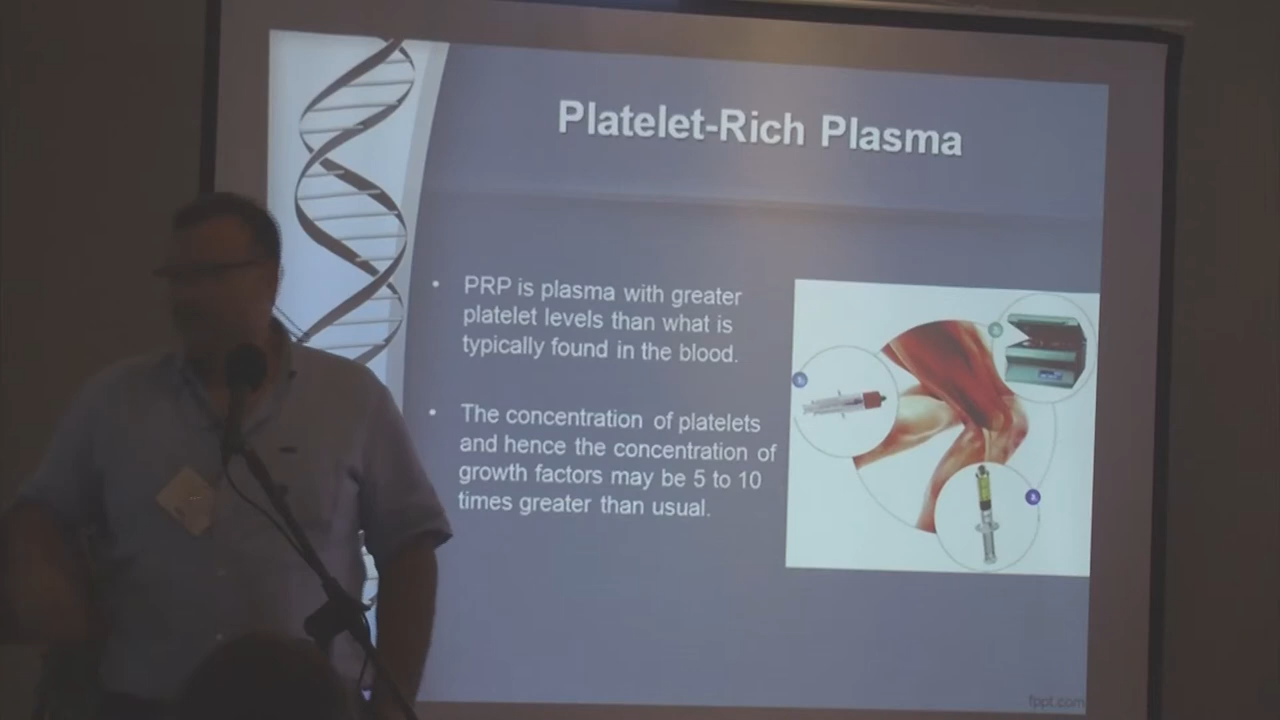 Platelet-Rich Plasma
• PRP is plasma with greater
platelet levels than what is
typically found in the blood.
• The concentration of platelets
and hence the concentration of
growth factors may be 5 to 10
times greater than usual.
fppt.com